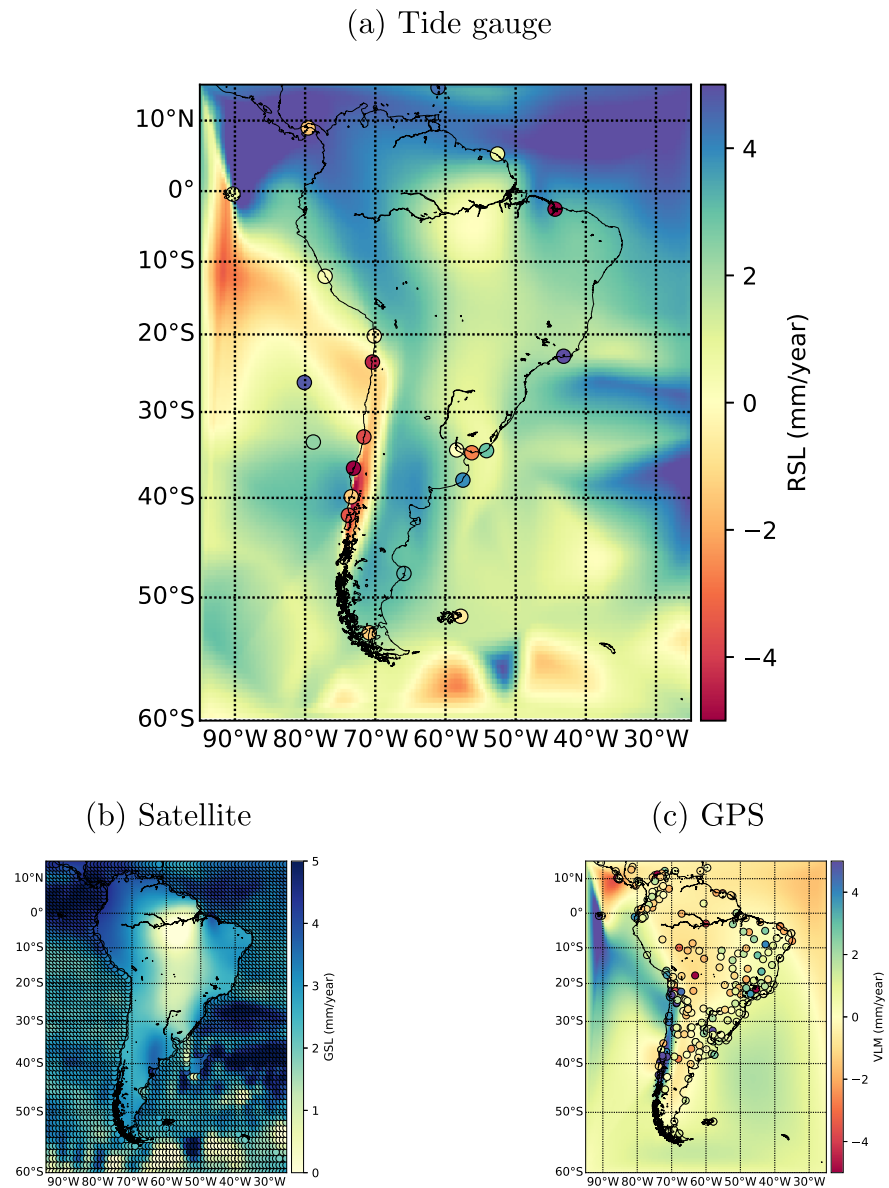 (a) Tide gauge
10°N
0°
10°S
20°S
30°S
40°S
50°S
60°S
90°W 80°W 70°W 60°W 50°W 40°W 30°W
4
2
0
−2
−4
RSL (mm/year)
(b) Satellite
10°N
0°
10°S
20°S
30°S
40°S
50°S
60°S
90°W 80°W 70°W 60°W 50°W 40°W 30°W
5
4
3
2
1
0
GSL (mm/year)
(c) GPS
10°N
0°
10°S
20°S
30°S
40°S
50°S
60°S
90°W 80°W 70°W 60°W 50°W 40°W 30°W
4
2
0
−2
−4
VLM (mm/year)